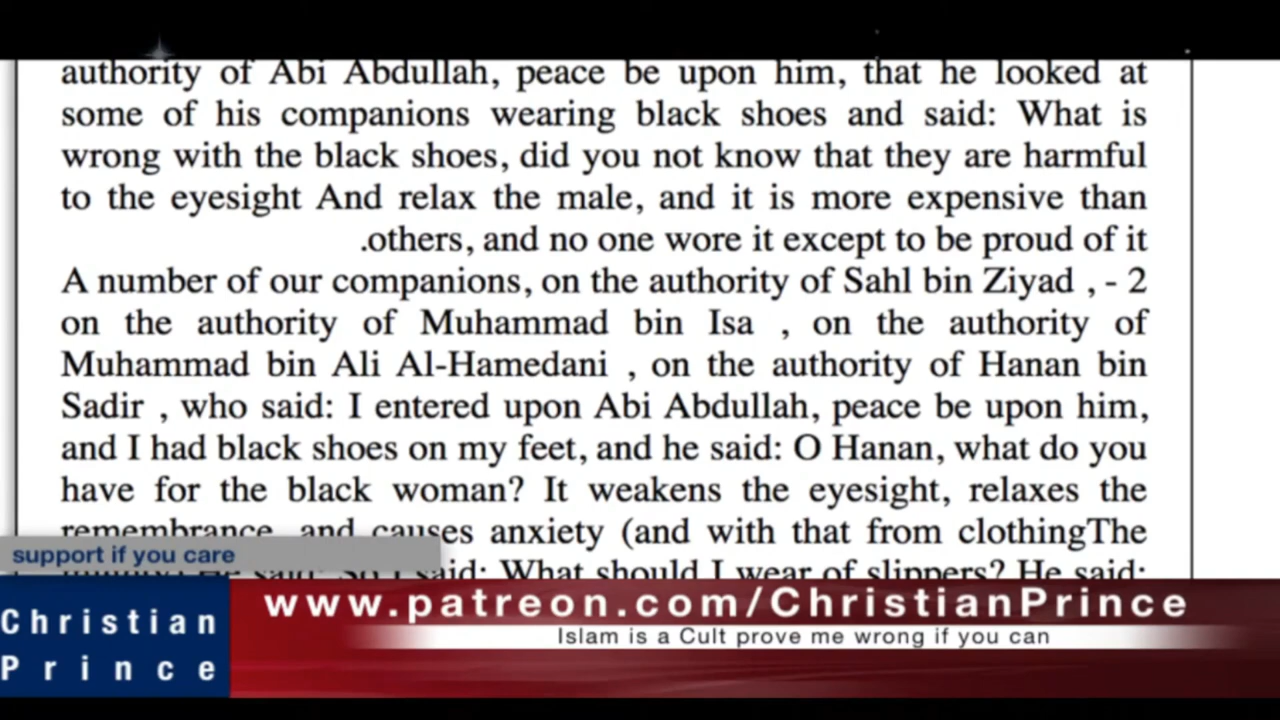 authority of Abi Abdullah, peace be upon him, that he looked at
some of his companions wearing black shoes and said: What is
wrong with the black shoes, did you not know that they are harmful
to the eyesight And relax the male, and it is more expensive than
.others, and no one wore it except to be proud of it
A number of our companions, on the authority of Sahl bin Ziyad , - 2
on the authority of Muhammad bin Isa , on the authority of
Muhammad bin Ali Al-Hamedani , on the authority of Hanan bin
Sadir , who said: I entered upon Abi Abdullah, peace be upon him,
and I had black shoes on my feet, and he said: O Hanan, what do you
have for the black woman? It weakens the eyesight, relaxes the
remembrance, and causes anxiety (and with that from clothingThe
He said: So I said: What should I wear of slippers? He said:
support if you care
Christian
Prince
www.patreon.com/ChristianPrince
Islam is a Cult prove me wrong if you can